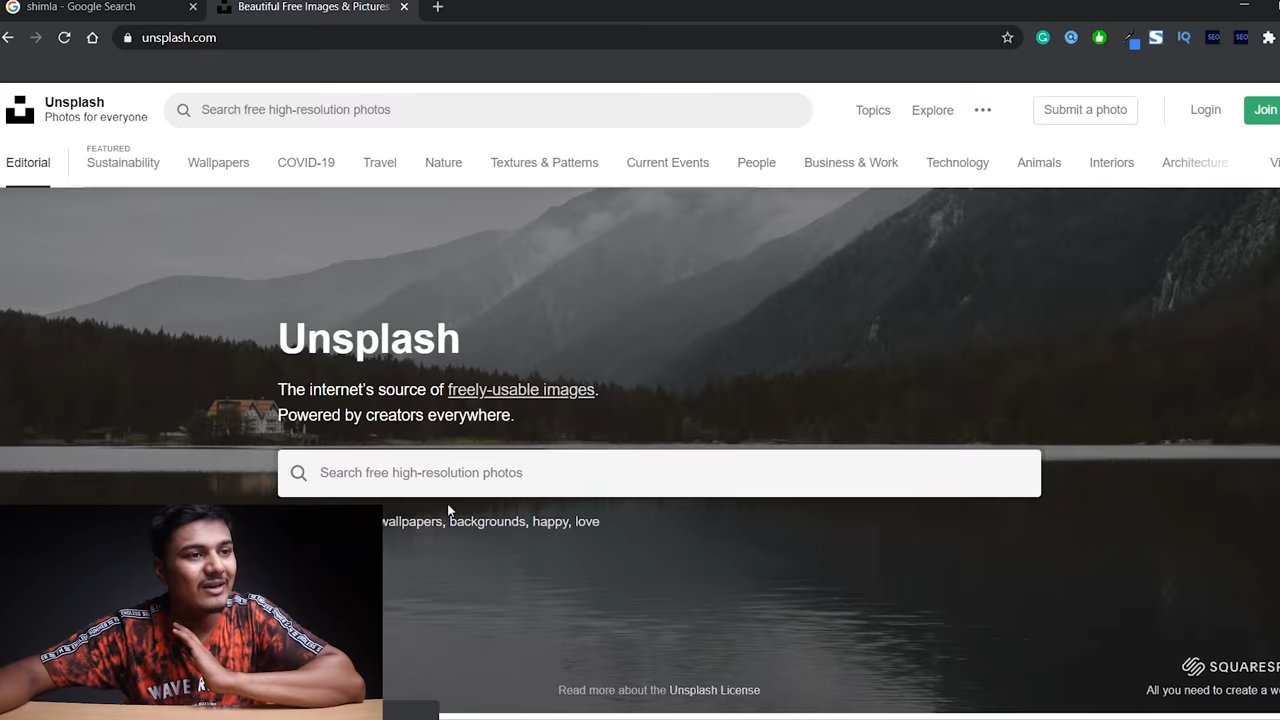 shimla - Google Search
Beautiful Free Images & Pictures
unsplash.com
SEO
SEO
Unsplash
Photos for everyone
Search free high-resolution photos
Topics
Explore
Submit a photo
Login
Join
Editorial
FEATURED
Sustainability
Wallpapers
COVID-19
Travel
Nature
Textures & Patterns
Current Events
People
Business & Work
Technology
Animals
Interiors
Architecture
Unsplash
The internet's source of freely-usable images.
Powered by creators everywhere.
Search free high-resolution photos
wallpapers, backgrounds, happy, love
WAVE
Read more about the Unsplash License
SQUARESP
All you need to create a we